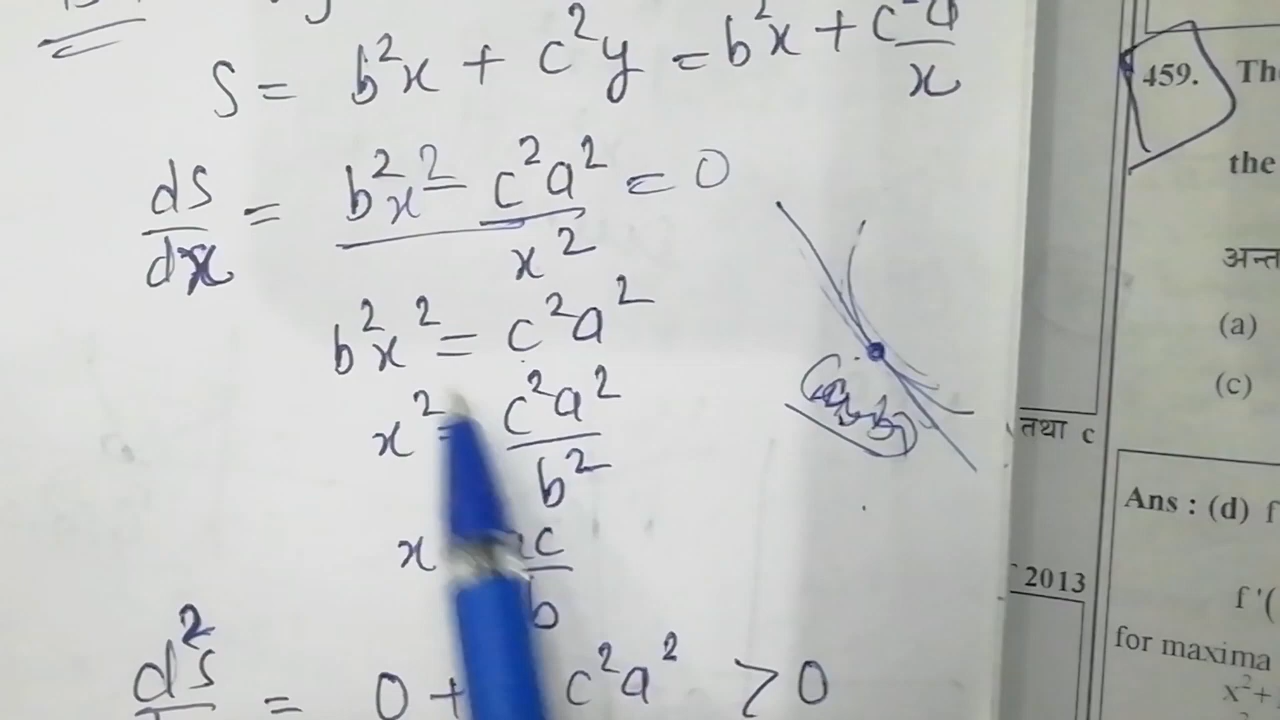 S = b²x + c²y = b²x + c²a²/x
dS/dx = b²x² - c²a²/x² = 0
b²x² = c²a²
x² = c²a²/b²
x c/b
d²s = 0 + c²a² > 0
459. Th
the
अन्त
(a)
(c)
तथा c
Ans : (d) f
2013
f '(
for maxima
x²+